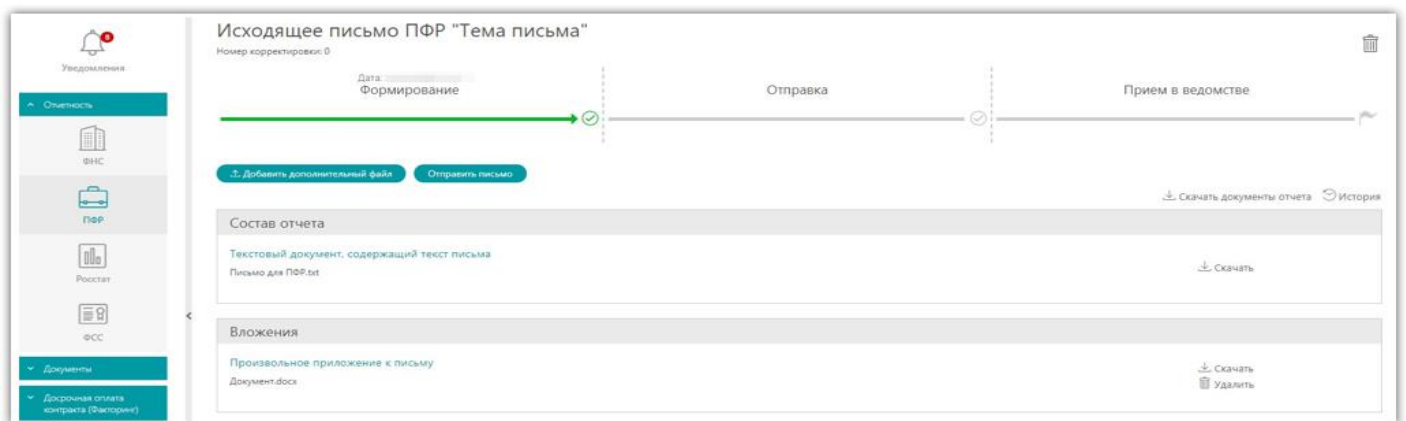 Уведомления
Отчетность
ФНС
ПФР
Росстат
ФСС
Документы
Досрочная оплата
контракта (Факторинг)
Исходящее письмо ПФР "Тема письма"
Номер корректировки: 0
Дата:
Формирование
Отправка
Прием в ведомстве
Добавить дополнительный файл
Отправить письмо
Скачать документы отчета
История
Состав отчета
Текстовый документ, содержащий текст письма
Письмо для ПФР.txt
Скачать
Вложения
Произвольное приложение к письму
Документ.docx
Скачать
Удалить